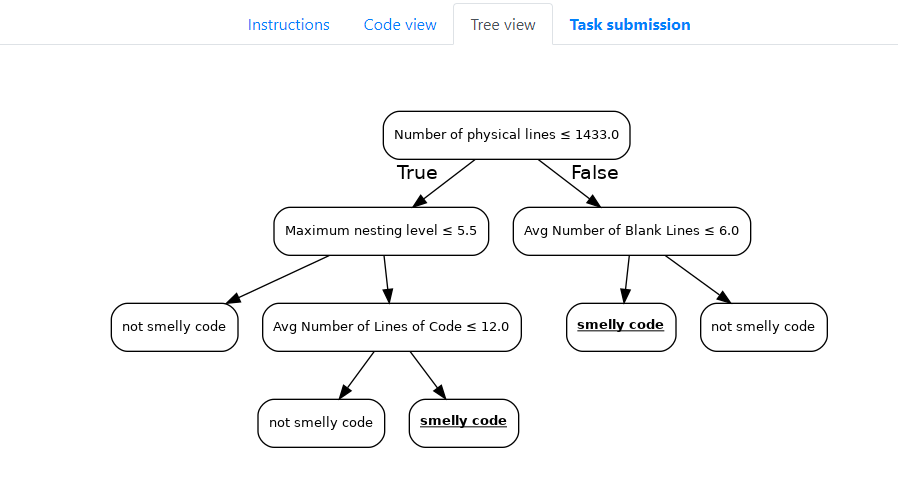 Instructions
Code view
Tree view
Task submission
Number of physical lines ≤ 1433.0
True
False
Maximum nesting level ≤ 5.5
Avg Number of Blank Lines ≤ 6.0
not smelly code
Avg Number of Lines of Code ≤ 12.0
smelly code
not smelly code
not smelly code
smelly code